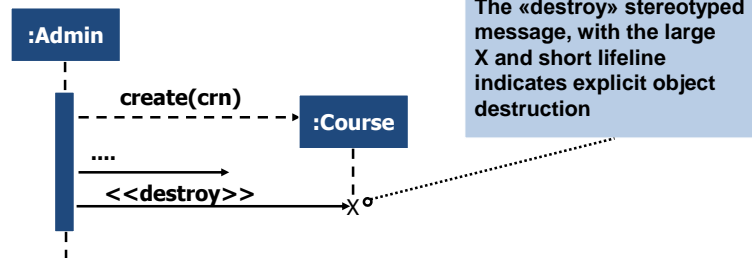 The «destroy» stereotyped
message, with the large
X and short lifeline
indicates explicit object
destruction
:Admin
create(crn)
:Course
....
<<destroy>>
X